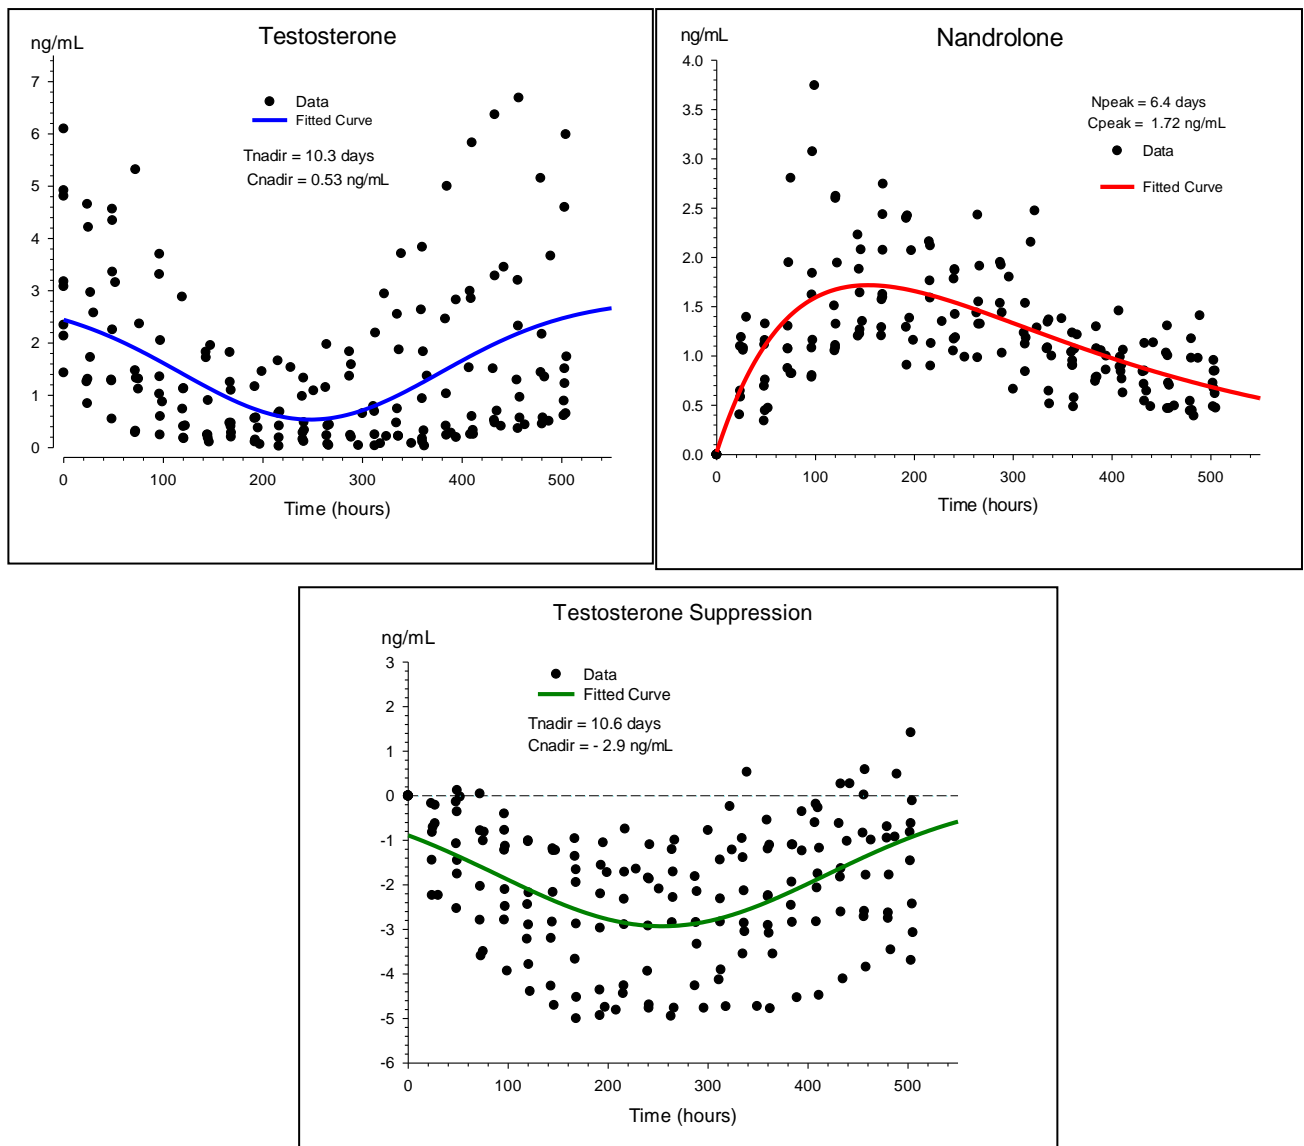 Testosterone
ng/mL
7
6
5
4
3
2
1
0
Data
Fitted Curve
Tnadir = 10.3 days
Cnadir = 0.53 ng/mL
0 100 200 300 400 500
Time (hours)
Nandrolone
ng/mL
4.0
3.5
3.0
2.5
2.0
1.5
1.0
0.5
0.0
Npeak = 6.4 days
Cpeak = 1.72 ng/mL
Data
Fitted Curve
0 100 200 300 400 500
Time (hours)
Testosterone Suppression
ng/mL
3
2
1
0
-1
-2
-3
-4
-5
-6
Data
Fitted Curve
Tnadir = 10.6 days
Cnadir = - 2.9 ng/mL
0 100 200 300 400 500
Time (hours)